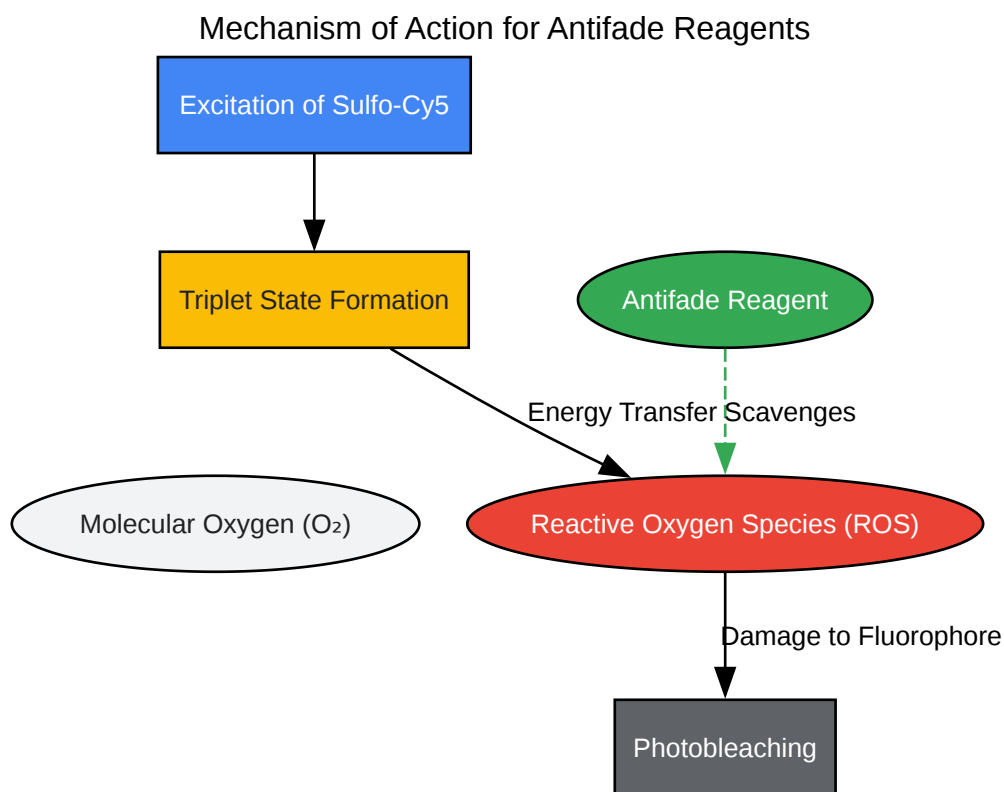 Mechanism of Action for Antifade Reagents
Excitation of Sulfo-Cy5
Triplet State Formation
Antifade Reagent
Energy Transfer
Scavenges
Molecular Oxygen (O₂)
Reactive Oxygen Species (ROS)
Damage to Fluorophore
Photobleaching